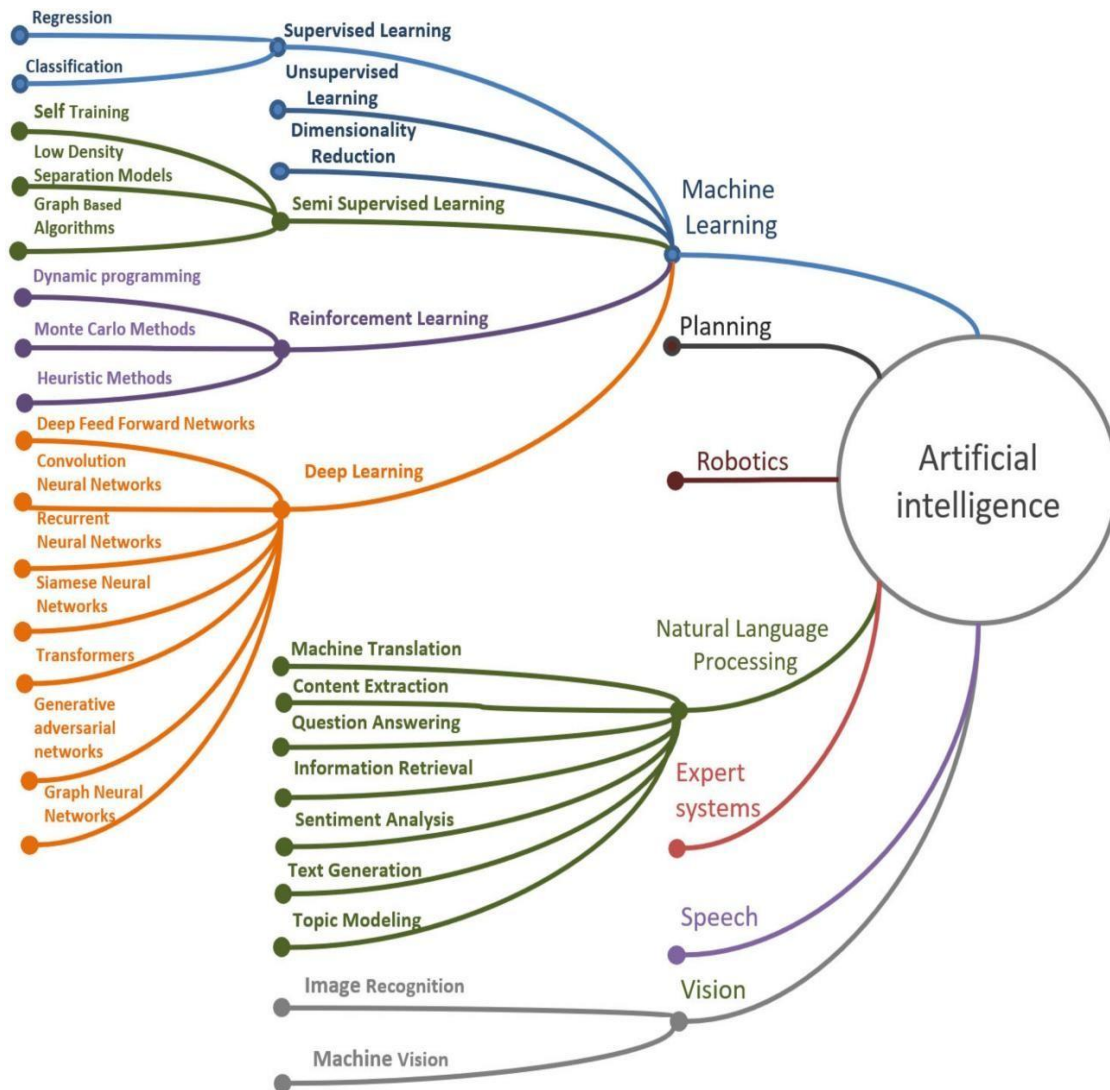 Regression
Classification
Supervised Learning
Unsupervised
Learning
Dimensionality
Reduction
Self Training
Low Density
Separation Models
Graph Based
Algorithms
Semi Supervised Learning
Dynamic programming
Monte Carlo Methods
Heuristic Methods
Reinforcement Learning
Deep Feed Forward Networks
Convolution
Neural Networks
Recurrent
Neural Networks
Siamese Neural
Networks
Transformers
Generative
adversarial
networks
Graph Neural
Networks
Deep Learning
Machine
Learning
Planning
Robotics
Artificial
intelligence
Natural Language
Processing
Machine Translation
Content Extraction
Question Answering
Information Retrieval
Sentiment Analysis
Text Generation
Topic Modeling
Expert
systems
Speech
Vision
Image Recognition
Machine Vision